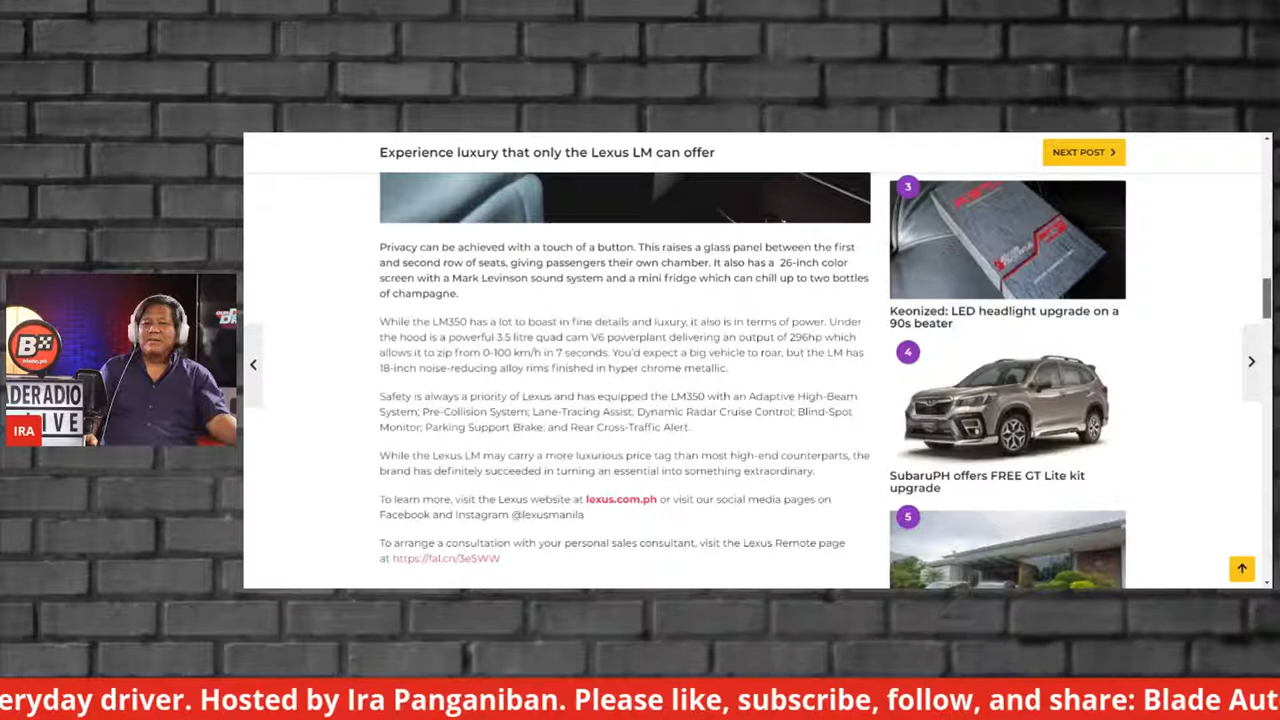 Experience luxury that only the Lexus LM can offer
NEXT POST
Privacy can be achieved with a touch of a button. This raises a glass panel between the first
and second row of seats, giving passengers their own chamber. It also has a 26-inch color
screen with a Mark Levinson sound system and a mini fridge which can chill up to two bottles
of champagne.
While the LM350 has a lot to boast in fine details and luxury, it also is in terms of power. Under
the hood is a powerful 3.5 litre quad cam V6 powerplant delivering an output of 296hp which
allows it to zip from 0-100 km/h in 7 seconds. You'd expect a big vehicle to roar, but the LM has
18-inch noise-reducing alloy rims finished in hyper chrome metallic.
Safety is always a priority of Lexus and has equipped the LM350 with an Adaptive High-Beam
System; Pre-Collision System; Lane-Tracing Assist; Dynamic Radar Cruise Control; Blind-Spot
Monitor; Parking Support Brake; and Rear Cross-Traffic Alert.
While the Lexus LM may carry a more luxurious price tag than most high-end counterparts, the
brand has definitely succeeded in turning an essential into something extraordinary.
To learn more, visit the Lexus website at lexus.com.ph or visit our social media pages on
Facebook and Instagram @lexusmanila
To arrange a consultation with your personal sales consultant, visit the Lexus Remote page
at https://fal.cn/3eSWW
3
Keonized: LED headlight upgrade on a
90s beater
4
SubaruPH offers FREE GT Lite kit
upgrade
5
B
blade.ph
ADERADIO
IVE
IRA
eryday driver. Hosted by Ira Panganiban. Please like, subscribe, follow, and share: Blade Aut